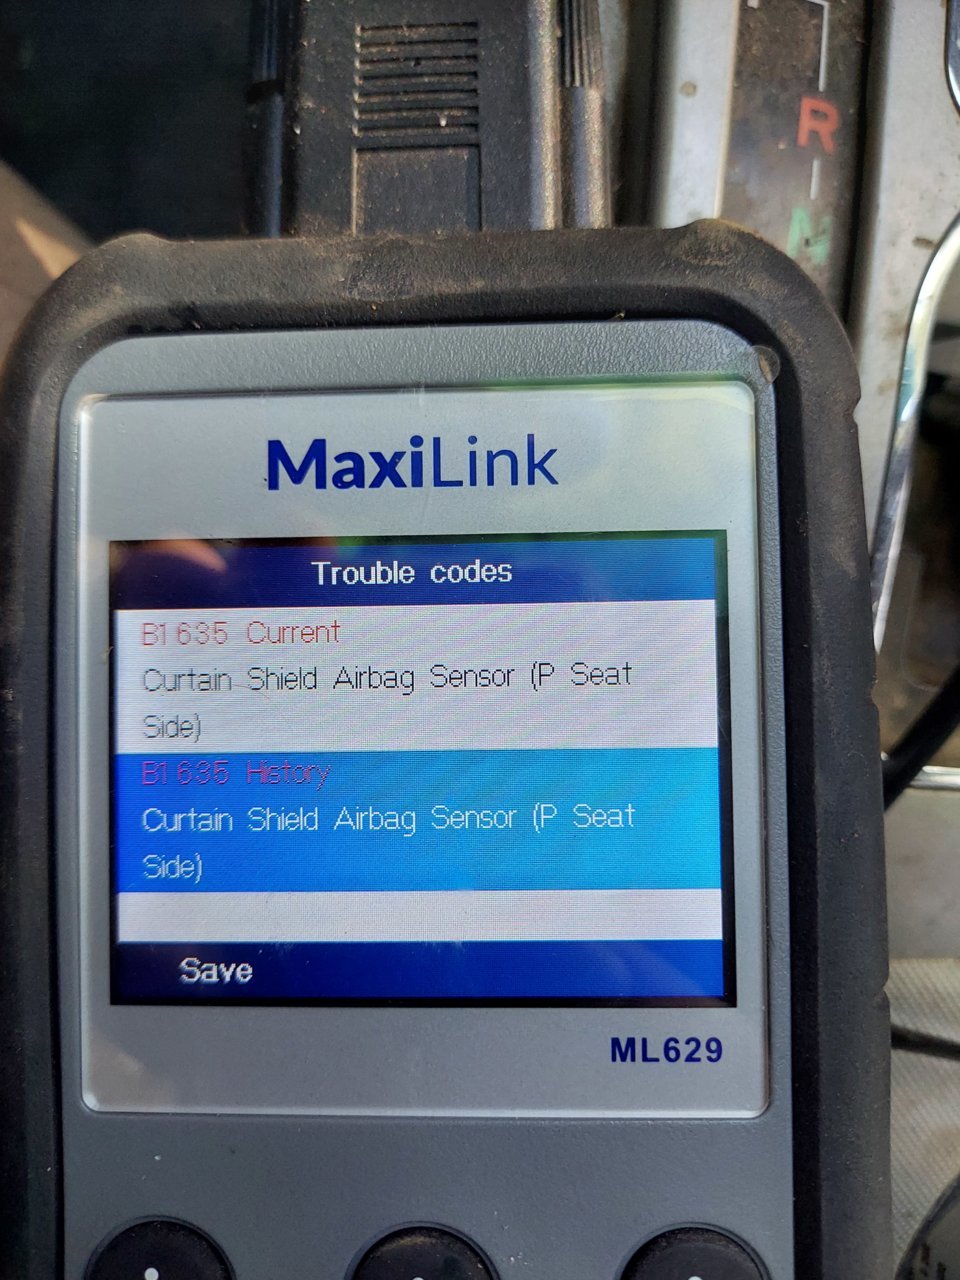 R
N
MaxiLink
Trouble codes
B1635 Current
Curtain Shield Airbag Sensor (P Seat
Side)
B1635 History
Curtain Shield Airbag Sensor (P Seat
Side)
Save
ML629